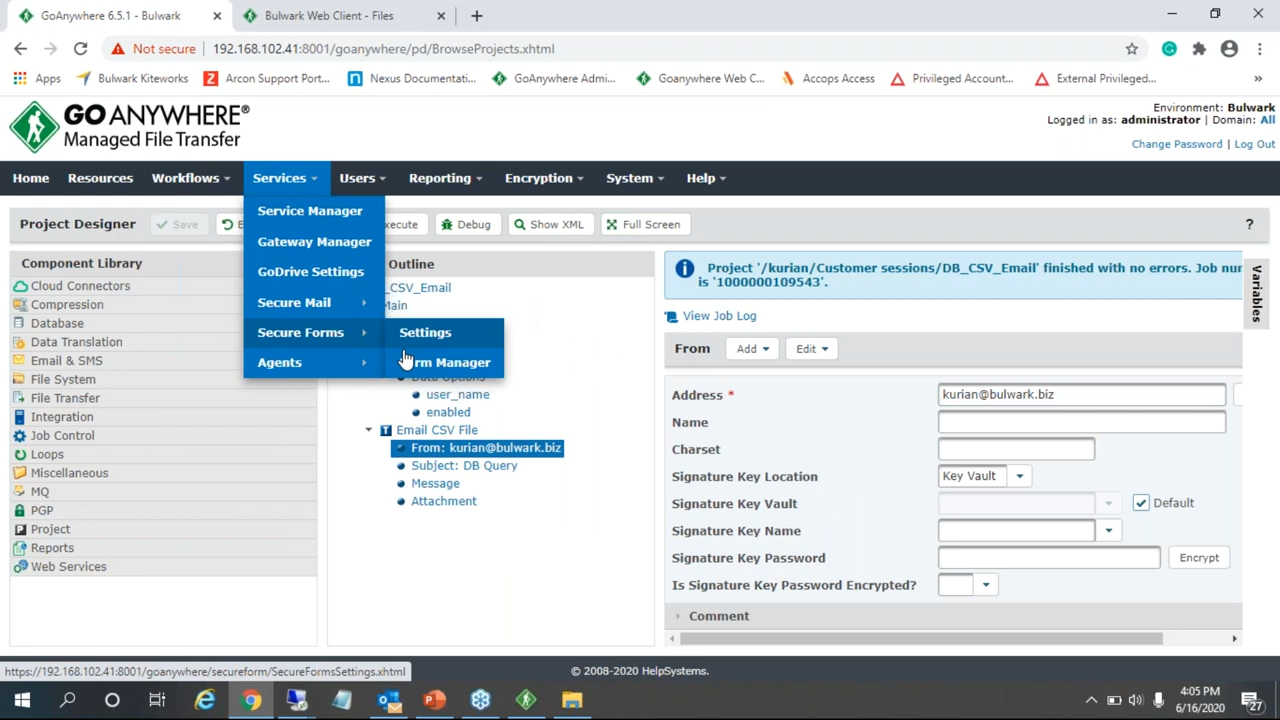 GoAnywhere 6.5.1 - Bulwark
Bulwark Web Client - Files
Not secure
192.168.102.41:8001/goanywhere/pd/BrowseProjects.xhtml
Apps
Bulwark Kiteworks
Arcon Support Port...
Nexus Documentati...
GoAnywhere Admi...
Goanywhere Web C...
Accops Access
Privileged Account...
External Privileged...
GO ANYWHERE®
Managed File Transfer
Environment: Bulwark
Logged in as: administrator | Domain: All
Change Password | Log Out
Home
Resources
Workflows
Services
Users
Reporting
Encryption
System
Help
Service Manager
Gateway Manager
GoDrive Settings
Secure Mail
Secure Forms
Agents
Settings
rm Manager
Project Designer
Save
E
xecute
Debug
Show XML
Full Screen
?
Component Library
Cloud Connectors
Compression
Database
Data Translation
Email & SMS
File System
File Transfer
Integration
Job Control
Loops
Miscellaneous
MQ
PGP
Project
Reports
Web Services
Outline
_CSV_Email
Main
Data Options
user_name
enabled
Email CSV File
From: kurian@bulwark.biz
Subject: DB Query
Message
Attachment
Project '/kurian/Customer sessions/DB_CSV_Email' finished with no errors. Job nur
is '1000000109543'.
View Job Log
Variables
From
Add
Edit
Address *
kurian@bulwark.biz
Name
Charset
Signature Key Location
Key Vault
Signature Key Vault
Default
Signature Key Name
Signature Key Password
Encrypt
Is Signature Key Password Encrypted?
Comment
https://192.168.102.41:8001/goanywhere/secureform/SecureFormsSettings.xhtml
© 2008-2020 HelpSystems.
4:05 PM
6/16/2020
27